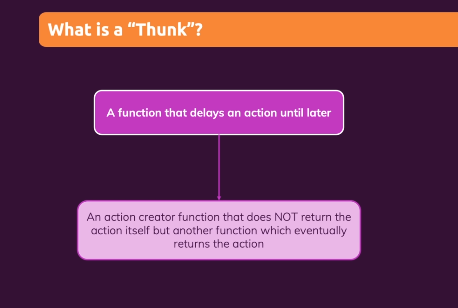 What is a “Thunk”?
A function that delays an action until later
An action creator function that does NOT return the
action itself but another function which eventually
returns the action